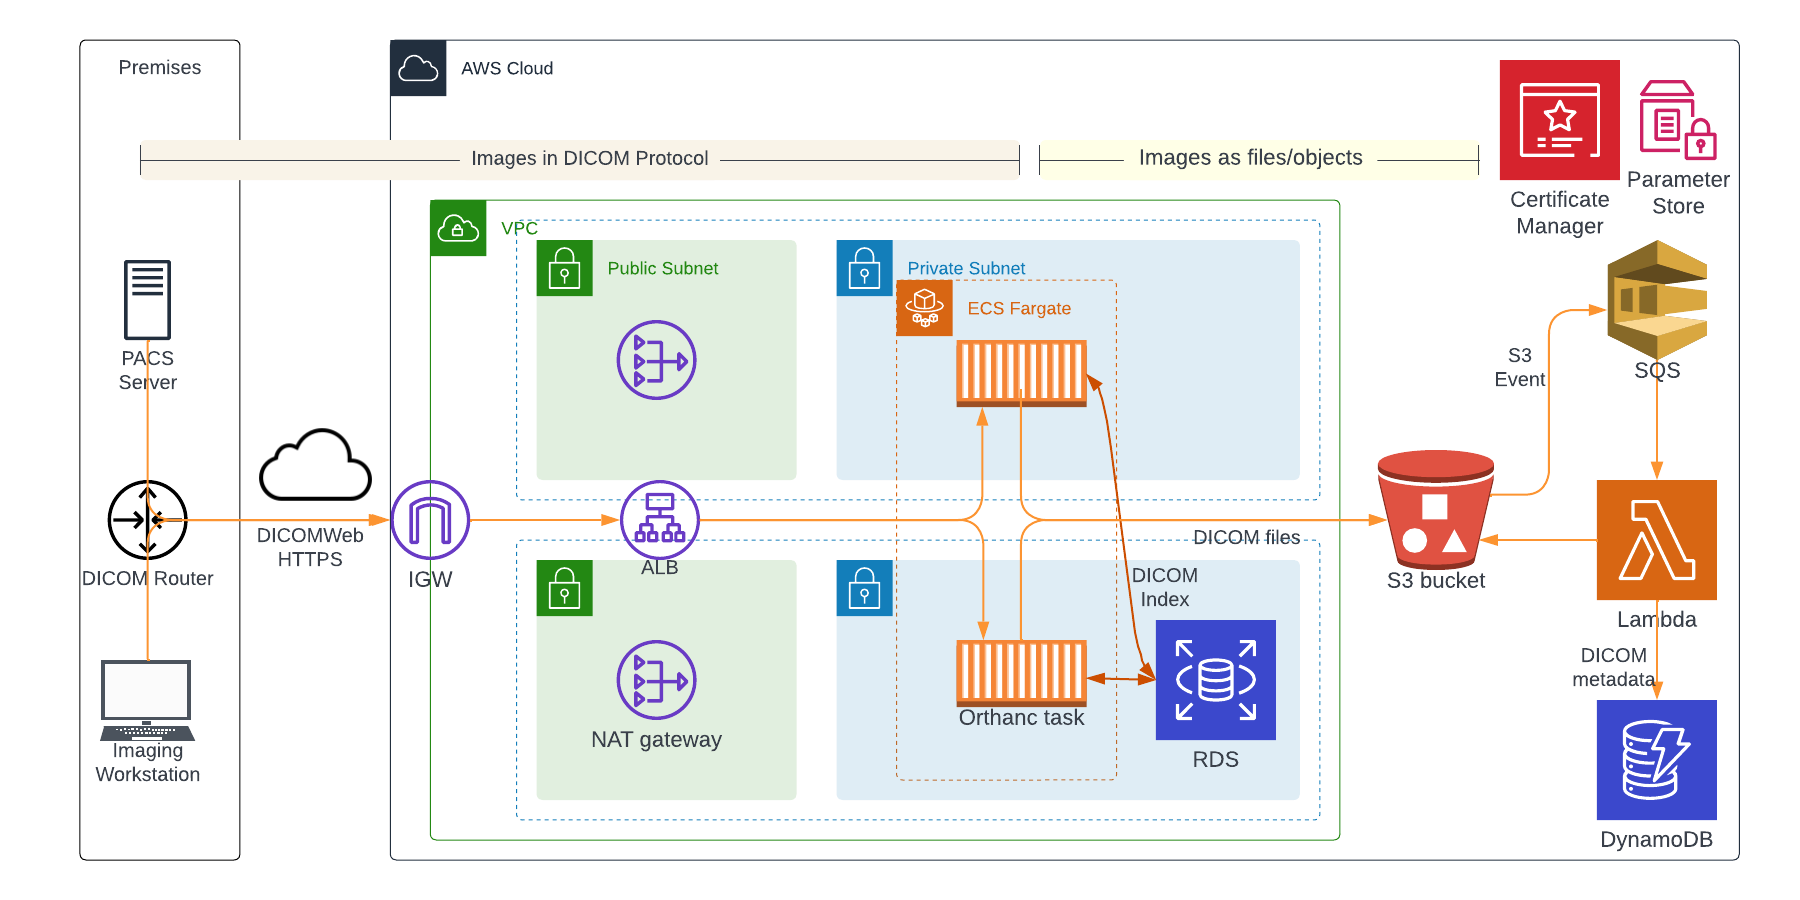 Premises
AWS Cloud
Images in DICOM Protocol
Images as files/objects
Certificate
Manager
Parameter
Store
VPC
Public Subnet
Private Subnet
ECS Fargate
PACS
Server
S3
Event
SQS
DICOMWeb
HTTPS
DICOM Router
IGW
ALB
DICOM files
DICOM
Index
S3 bucket
Lambda
DICOM
metadata
Imaging
Workstation
NAT gateway
Orthanc task
RDS
DynamoDB